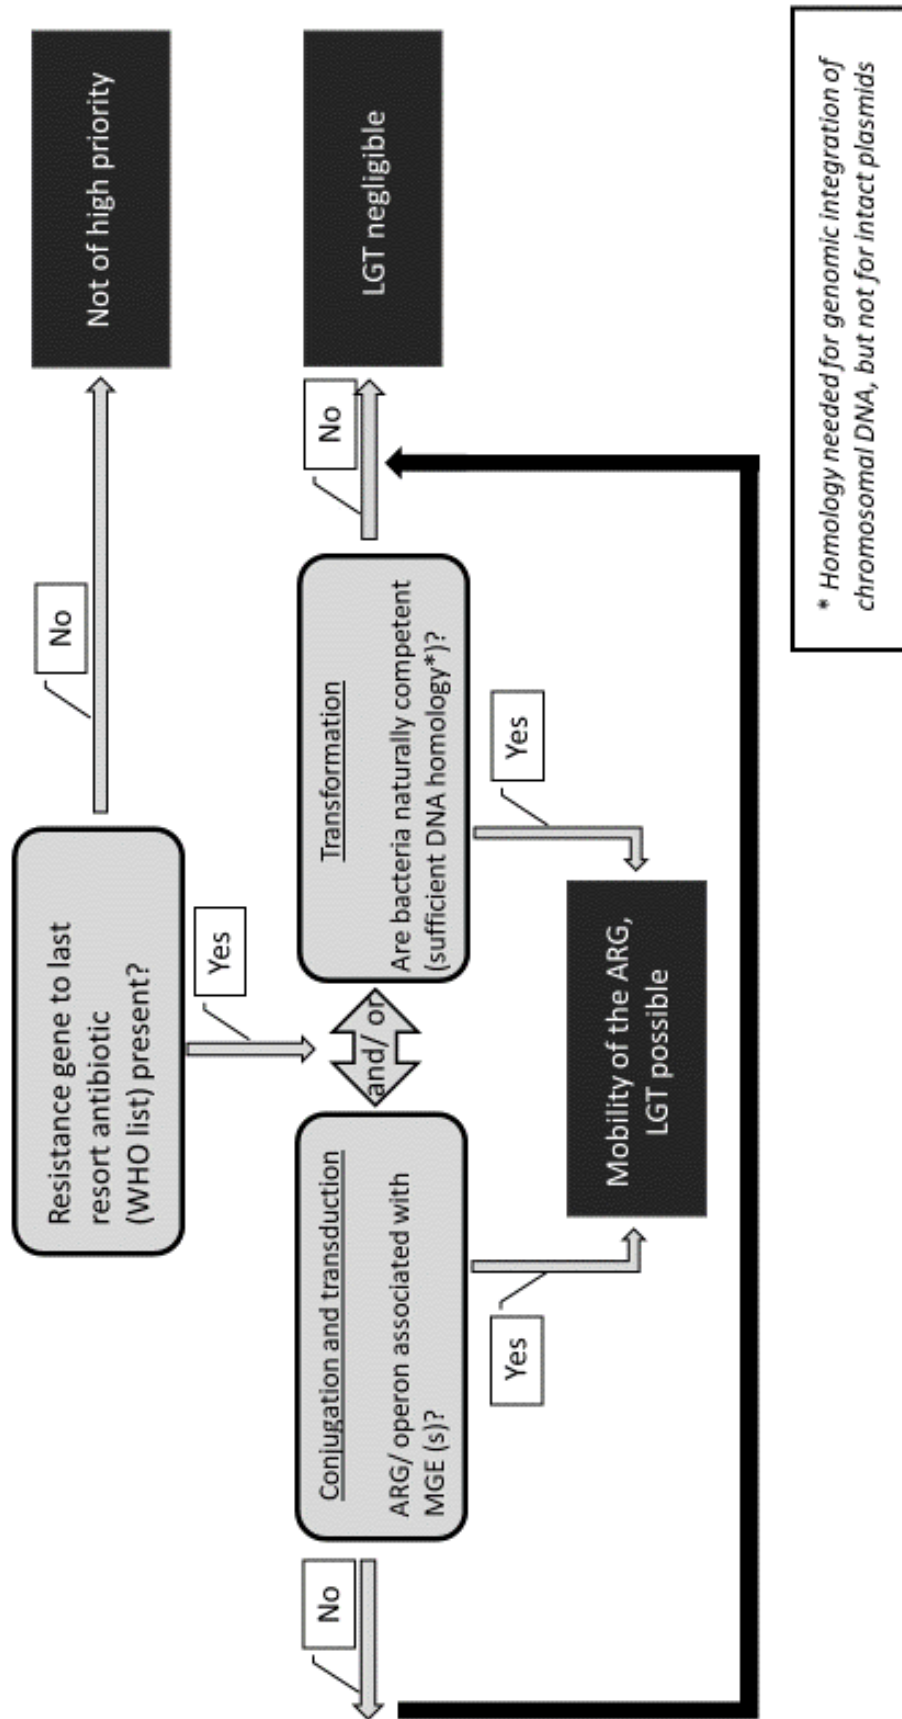 Resistance gene to last
resort antibiotic
(WHO list) present?
No
Not of high priority
Yes
Conjugation and transduction
ARG/ operon associated with
MGE (s)?
and/ or
Transformation
Are bacteria naturally competent
(sufficient DNA homology*)?
No
No
LGT negligible
Yes
Yes
Mobility of the ARG,
LGT possible
* Homology needed for genomic integration of
chromosomal DNA, but not for intact plasmids